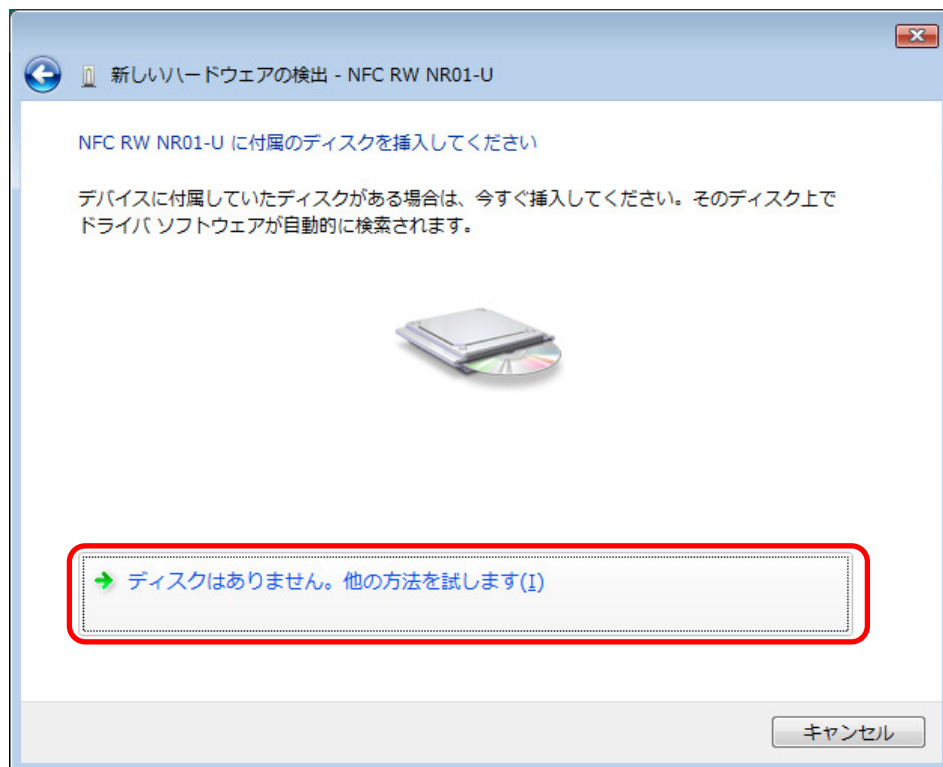 新しいハードウェアの検出 - NFC RW NR01-U
NFC RW NR01-U に付属のディスクを挿入してください
デバイスに付属していたディスクがある場合は、今すぐ挿入してください。そのディスク上で
ドライバ ソフトウェアが自動的に検索されます。
ディスクはありません。他の方法を試します(I)
キャンセル